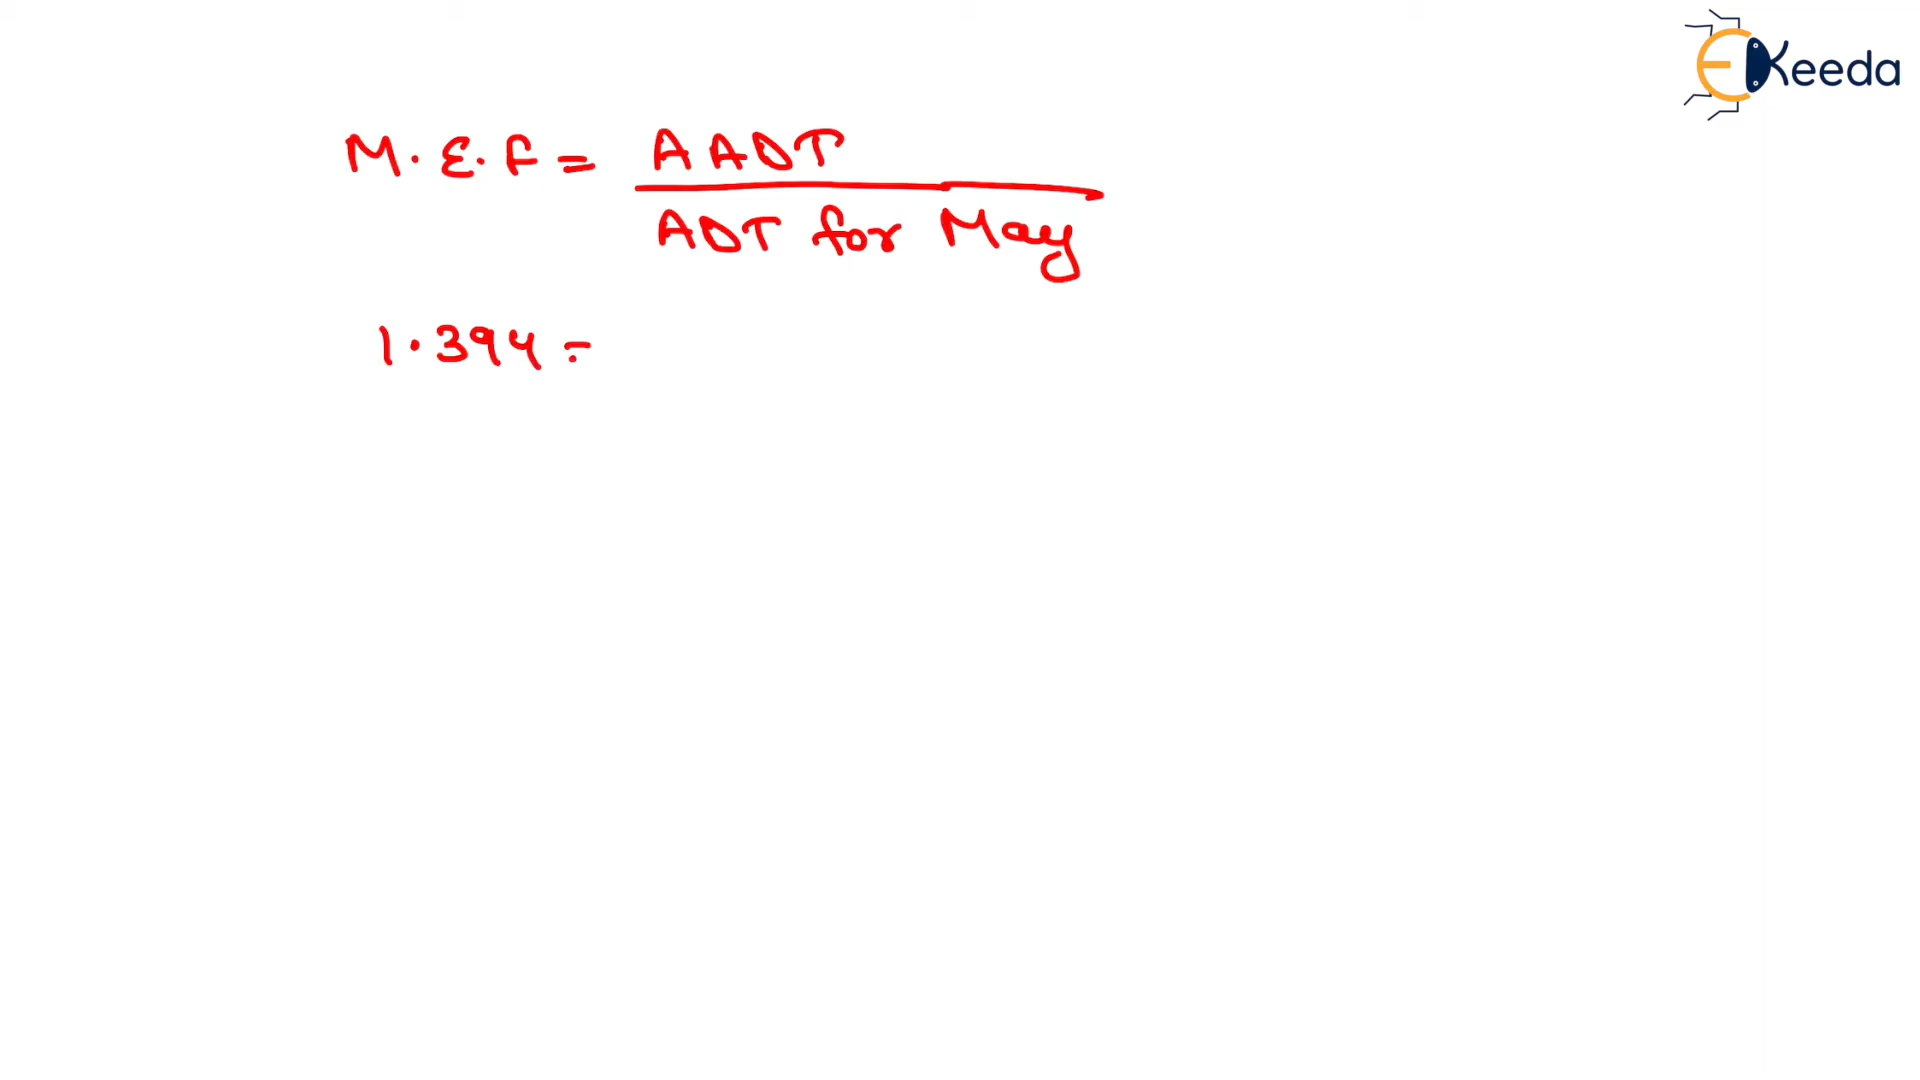 EKeeda
M.E.F = AADT
ADT for May
1.394 =